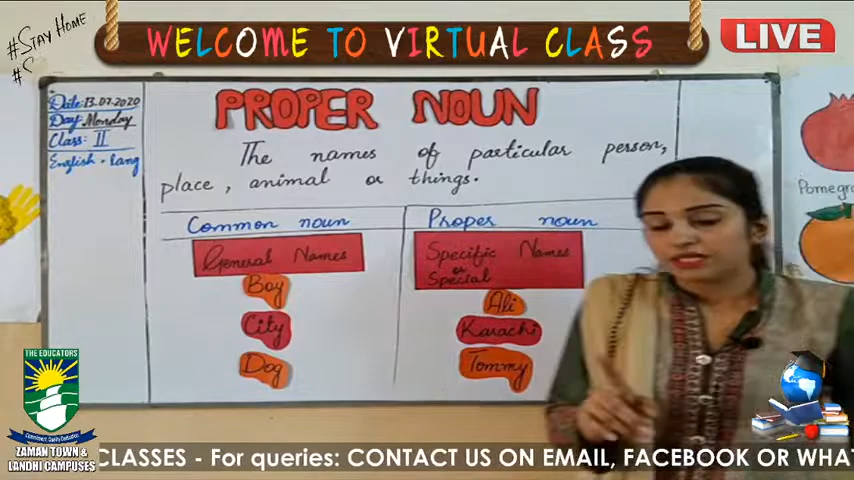 #STAY HOME
#S
WELCOME TO VIRTUAL CLASS
LIVE
Date: 13.07.2020
Day: Monday
Class: II
English - lang
PROPER NOUN
The names of particular person,
place, animal or things.
Common noun
Proper noun
General Names
Specific Names
or
Special
Boy
Ali
City
Karachi
Dog
Tommy
Pomegra
THE EDUCATORS
ZAMAN TOWN &
LANDHI CAMPUSES
CLASSES - For queries: CONTACT US ON EMAIL, FACEBOOK OR WHAT